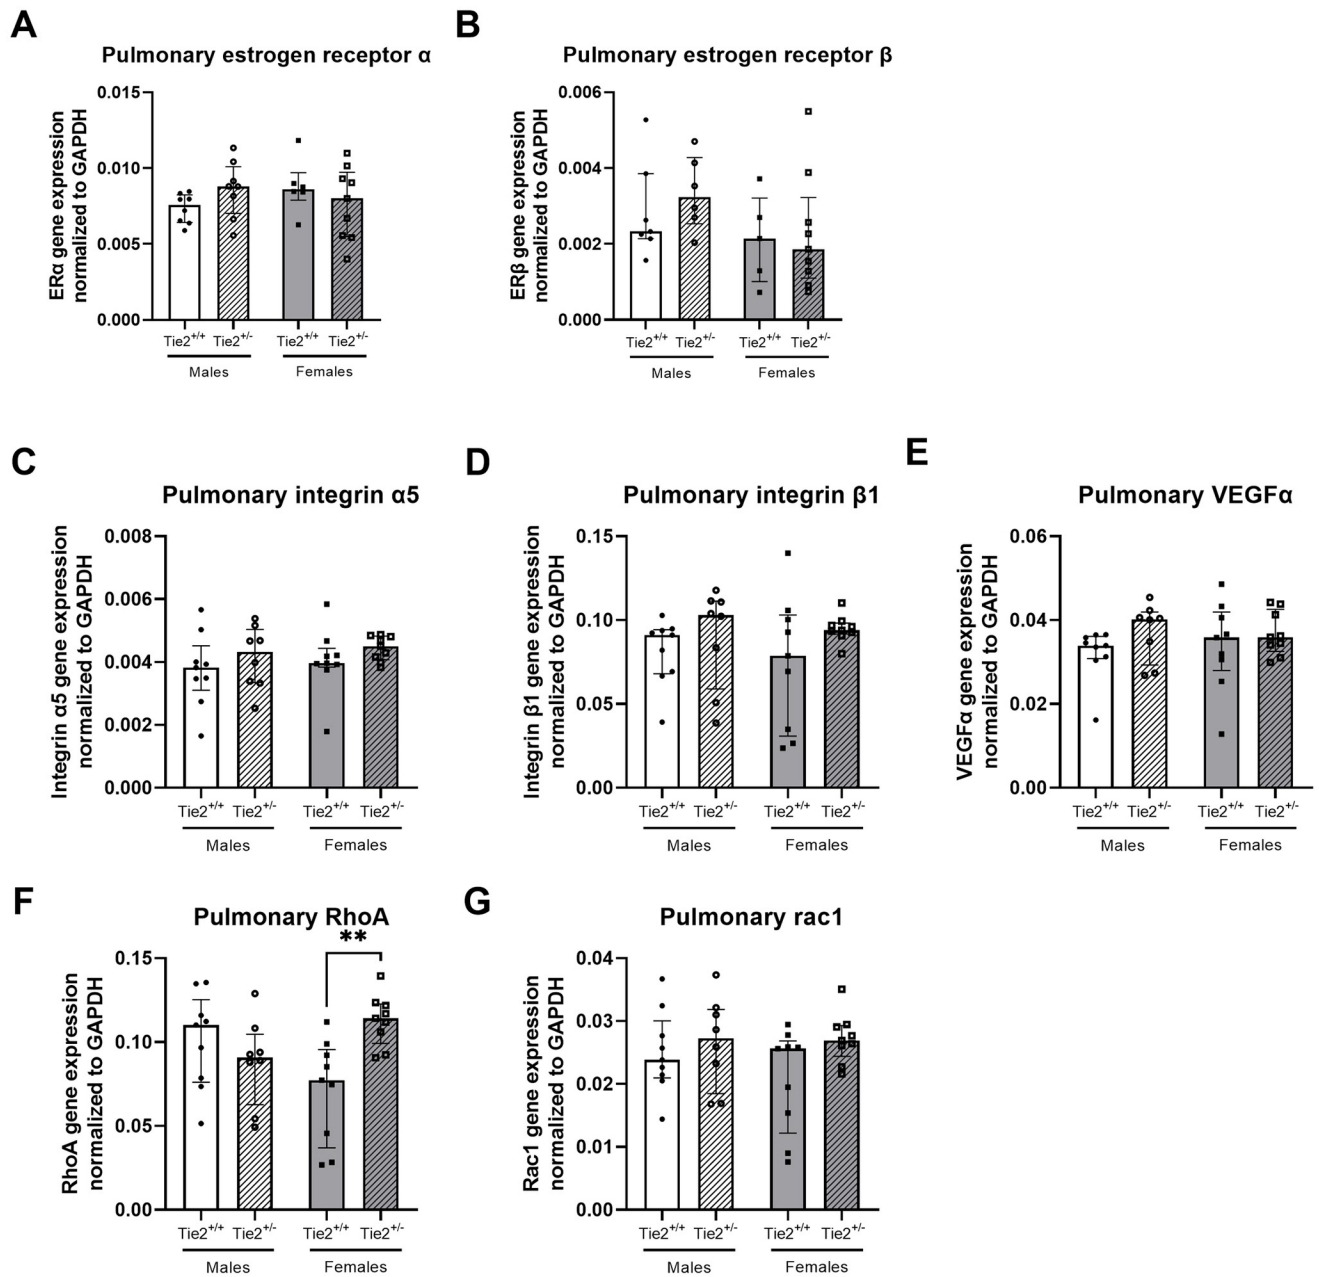 A
Pulmonary estrogen receptor α
ERα gene expression
normalized to GAPDH
0.015
0.010
0.005
0.000
Tie2+/+ Tie2+/- Tie2+/+ Tie2+/-
Males Females
B
Pulmonary estrogen receptor β
ERβ gene expression
normalized to GAPDH
0.006
0.004
0.002
0.000
Tie2+/+ Tie2+/- Tie2+/+ Tie2+/-
Males Females
C
Pulmonary integrin α5
Integrin α5 gene expression
normalized to GAPDH
0.008
0.006
0.004
0.002
0.000
Tie2+/+ Tie2+/- Tie2+/+ Tie2+/-
Males Females
D
Pulmonary integrin β1
Integrin β1 gene expression
normalized to GAPDH
0.15
0.10
0.05
0.00
Tie2+/+ Tie2+/- Tie2+/+ Tie2+/-
Males Females
E
Pulmonary VEGFα
VEGFα gene expression
normalized to GAPDH
0.06
0.04
0.02
0.00
Tie2+/+ Tie2+/- Tie2+/+ Tie2+/-
Males Females
F
Pulmonary RhoA
**
RhoA gene expression
normalized to GAPDH
0.15
0.10
0.05
0.00
Tie2+/+ Tie2+/- Tie2+/+ Tie2+/-
Males Females
G
Pulmonary rac1
Rac1 gene expression
normalized to GAPDH
0.04
0.03
0.02
0.01
0.00
Tie2+/+ Tie2+/- Tie2+/+ Tie2+/-
Males Females